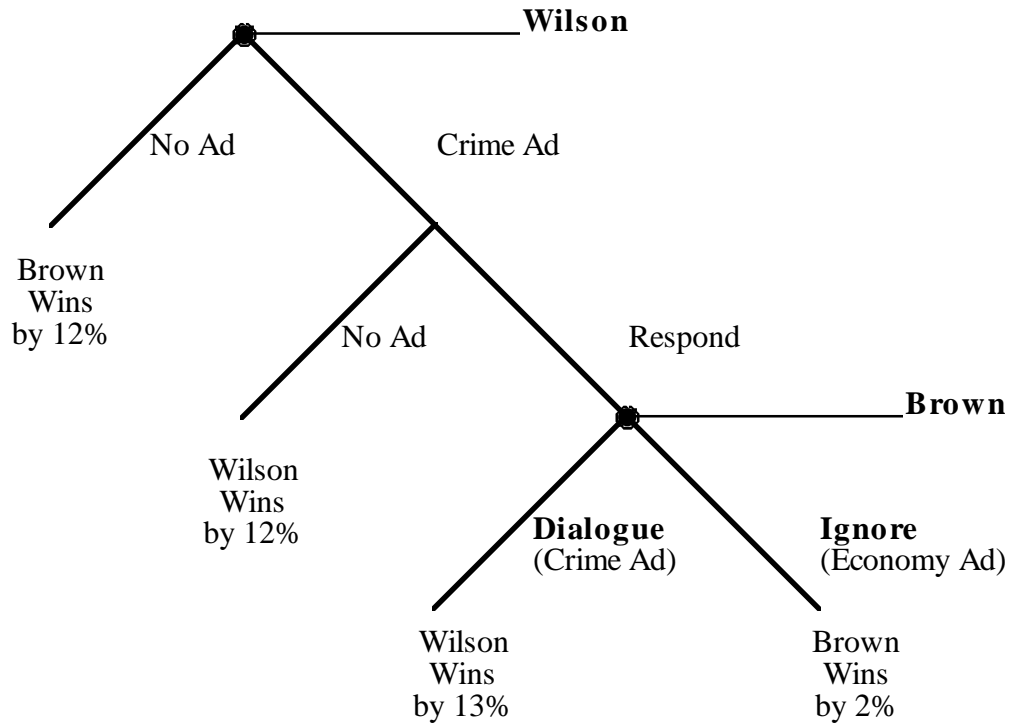 Wilson
No Ad
Crime Ad
Brown
Wins
by 12%
No Ad
Respond
Brown
Wilson
Wins
by 12%
Dialogue
(Crime Ad)
Ignore
(Economy Ad)
Wilson
Wins
by 13%
Brown
Wins
by 2%